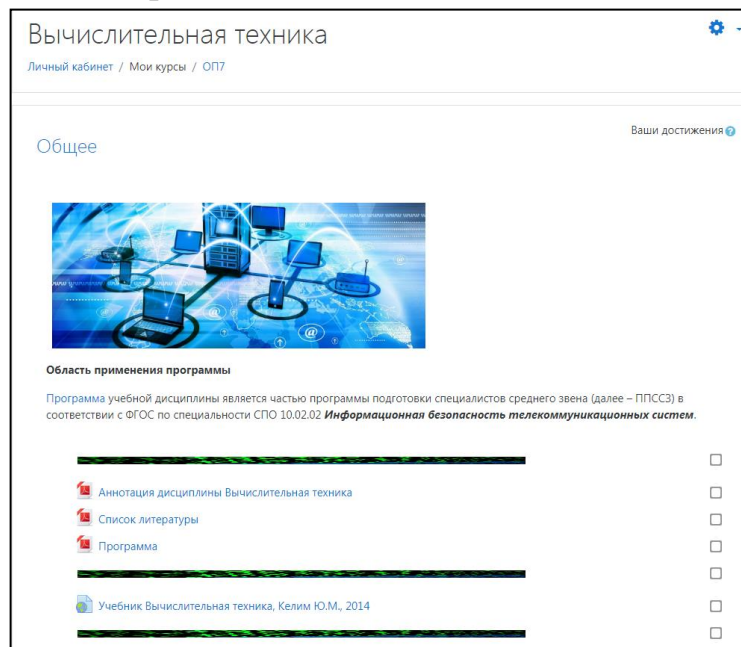 Вычислительная техника
Личный кабинет / Мои курсы / ОП7
Ваши достижения
Общее
Область применения программы
Программа учебной дисциплины является частью программы подготовки специалистов среднего звена (далее – ППССЗ) в
соответствии с ФГОС по специальности СПО 10.02.02 Информационная безопасность телекоммуникационных систем.
Аннотация дисциплины Вычислительная техника
Список литературы
Программа
Учебник Вычислительная техника, Келим Ю.М., 2014